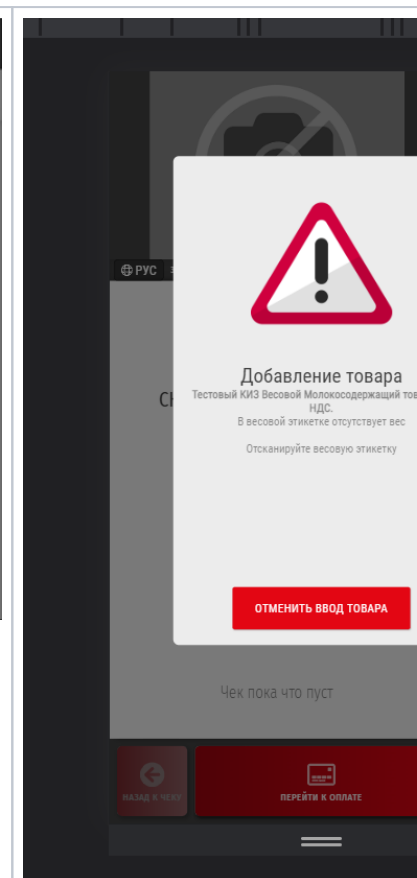 РУС
Добавление товара
Тестовый КИЗ Весовой Молокосодержащий
НДС.
В весовой этикетке отсутствует вес
Отсканируйте весовую этикетку
ОТМЕНИТЬ ВВОД ТОВАРА
Чек пока что пуст
НАЗАД К ЧЕКУ
ПЕРЕЙТИ К ОПЛАТЕ